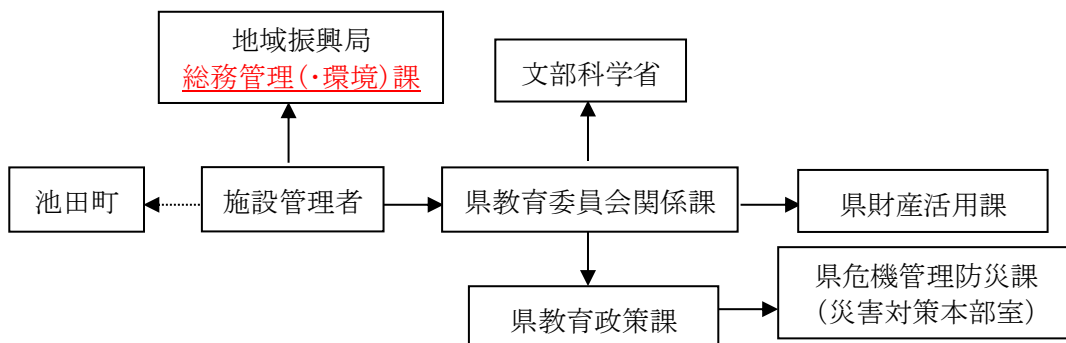 地域振興局
総務管理(・環境)課
文部科学省
池田町
施設管理者
県教育委員会関係課
県財産活用課
県教育政策課
県危機管理防災課
(災害対策本部室)